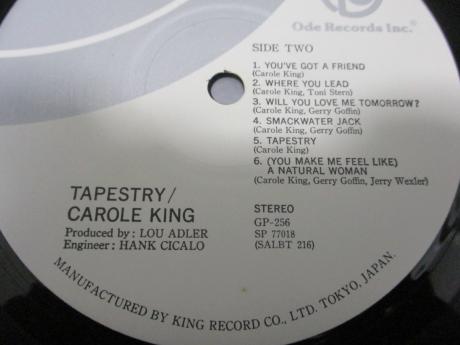 Ode Records Inc.
SIDE TWO
1. YOU'VE GOT A FRIEND
(Carole King)
2. WHERE YOU LEAD
(Carole King, Toni Stern)
3. WILL YOU LOVE ME TOMORROW?
(Carole King, Gerry Goffin)
4. SMACKWATER JACK
(Carole King, Gerry Goffin)
5. TAPESTRY
(Carole King)
6. (YOU MAKE ME FEEL LIKE)
A NATURAL WOMAN
(Carole King, Gerry Goffin, Jerry Wexler)
TAPESTRY/
CAROLE KING
Produced by: LOU ADLER
Engineer: HANK CICALO
STEREO
GP-256
SP 77018
(SALBT 216)
MANUFACTURED BY KING RECORD CO., LTD. TOKYO, JAPAN.